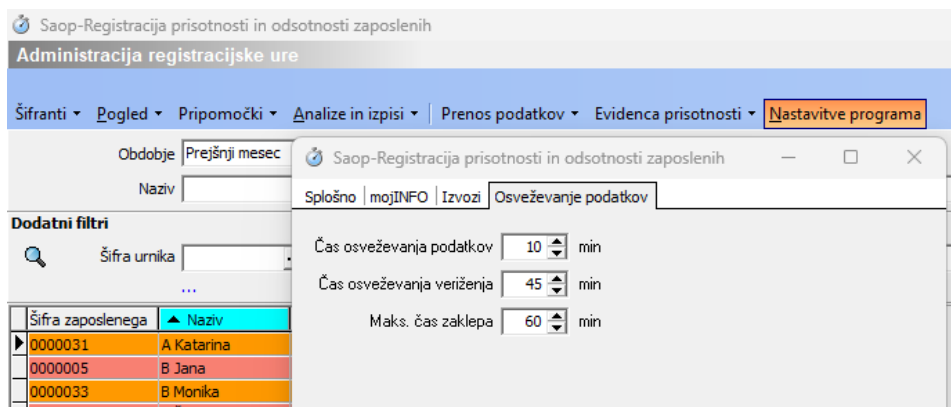 Saop-Registracija prisotnosti in odsotnosti zaposlenih
Administracija registracijske ure
Šifranti Pogled Pripomočki Analize in izpisi Prenos podatkov Evidenca prisotnosti Nastavitve programa
Obdobje Prejšnji mesec
Naziv
Dodatni filtri
Šifra urnika
...
Šifra zaposlenega Naziv
0000031 A Katarina
0000005 B Jana
0000033 B Monika
Saop-Registracija prisotnosti in odsotnosti zaposlenih
Splošno mojINFO Izvozi Osveževanje podatkov
Čas osveževanja podatkov 10 min
Čas osveževanja veriženja 45 min
Maks. čas zaklepa 60 min